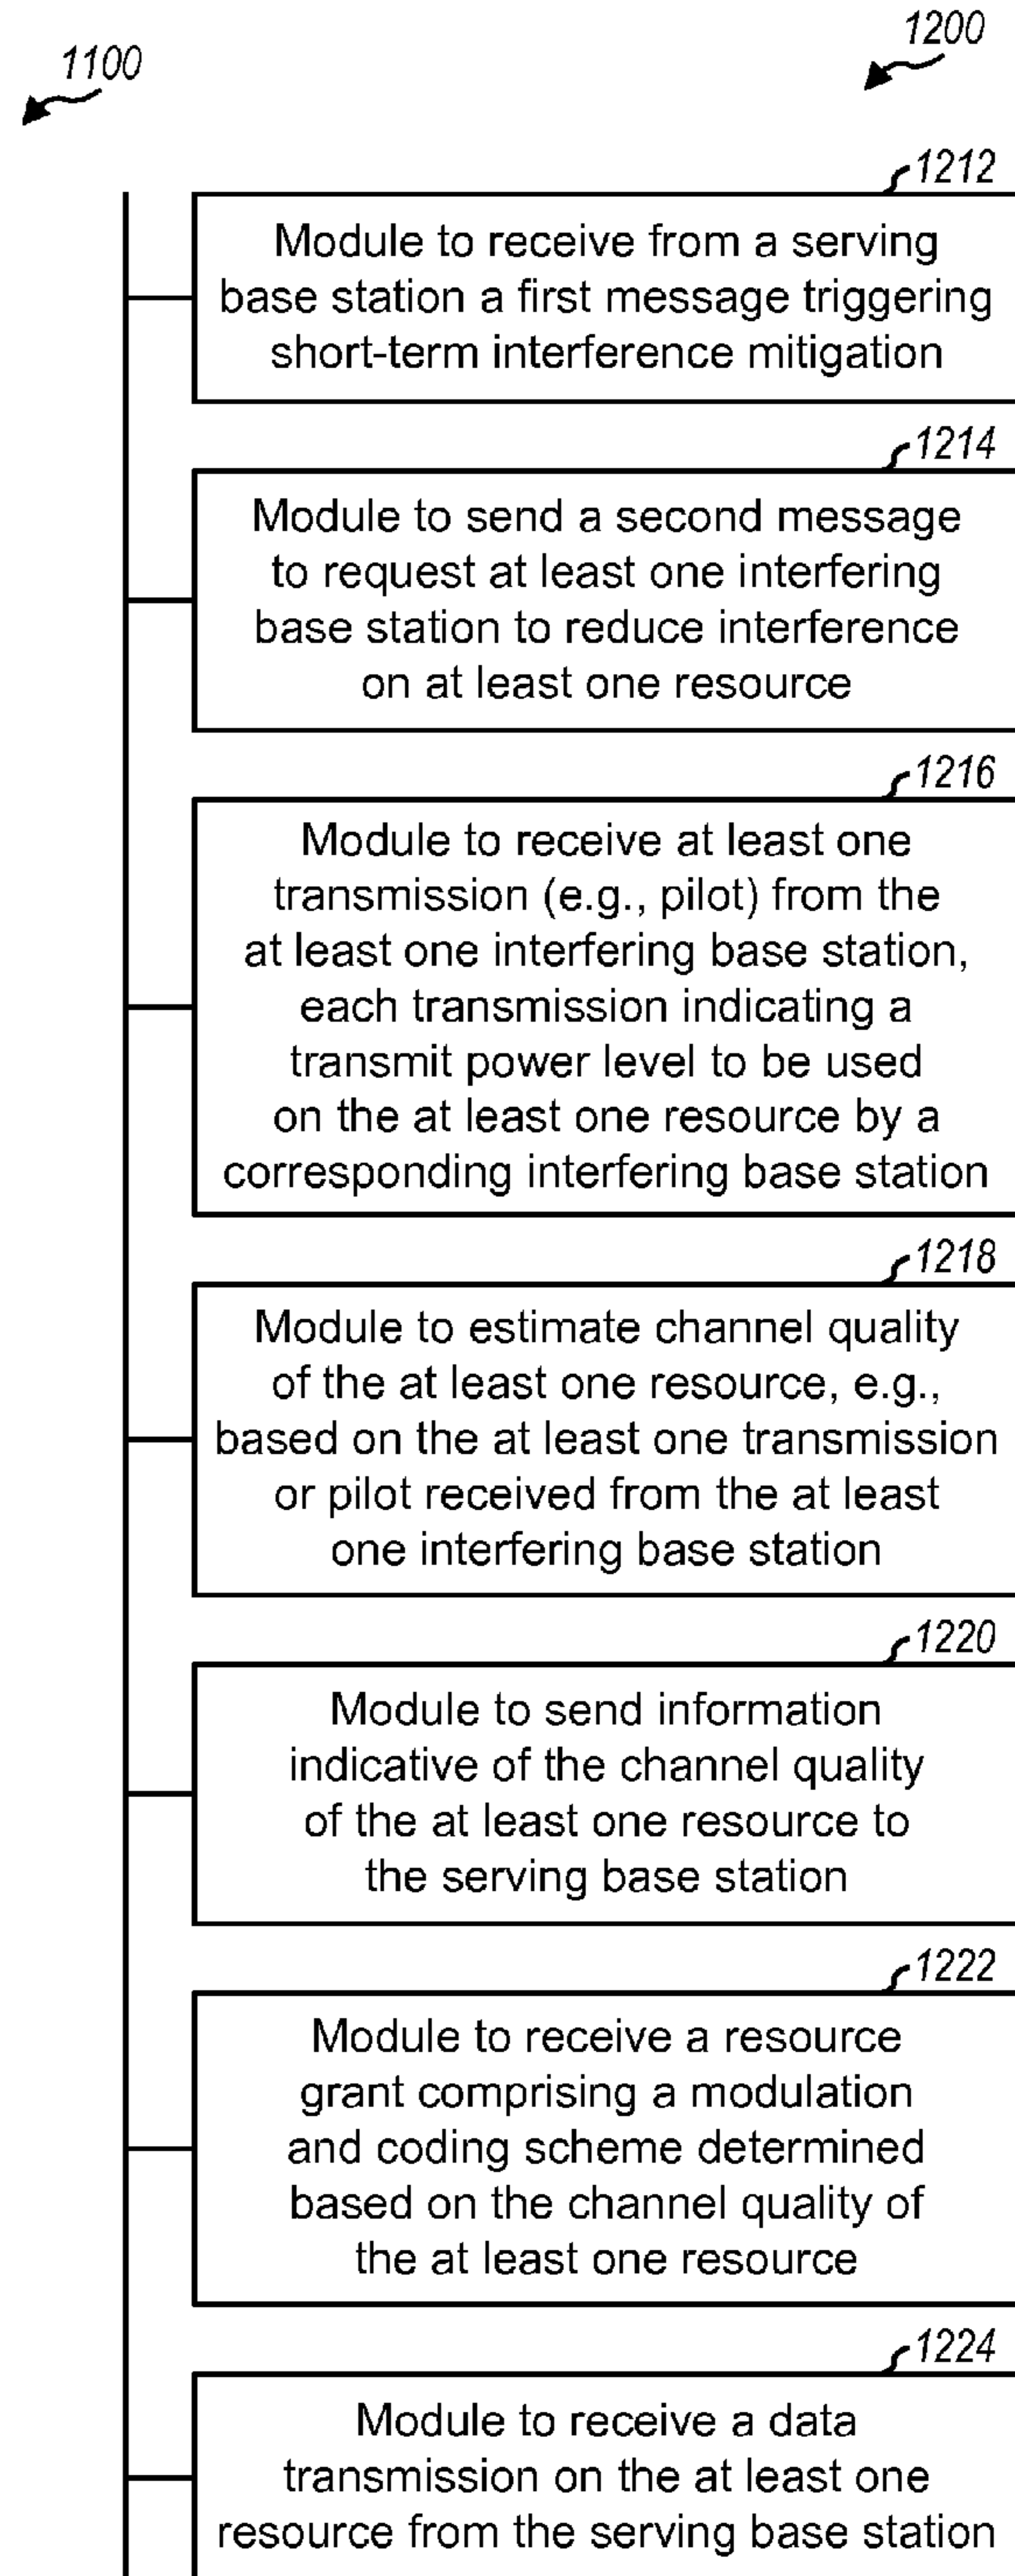 1100
1200
1212
Module to receive from a serving
base station a first message triggering
short-term interference mitigation
1214
Module to send a second message
to request at least one interfering
base station to reduce interference
on at least one resource
1216
Module to receive at least one
transmission (e.g., pilot) from the
at least one interfering base station,
each transmission indicating a
transmit power level to be used
on the at least one resource by a
corresponding interfering base station
1218
Module to estimate channel quality
of the at least one resource, e.g.,
based on the at least one transmission
or pilot received from the at least
one interfering base station
1220
Module to send information
indicative of the channel quality
of the at least one resource to
the serving base station
1222
Module to receive a resource
grant comprising a modulation
and coding scheme determined
based on the channel quality of
the at least one resource
1224
Module to receive a data
transmission on the at least one
resource from the serving base station